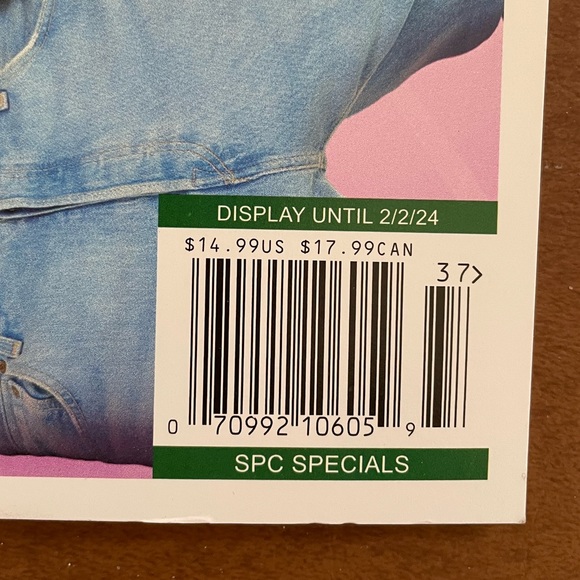 DISPLAY UNTIL 2/2/24
$14.99US $17.99CAN
37>
0 70992 10605 9
SPC SPECIALS